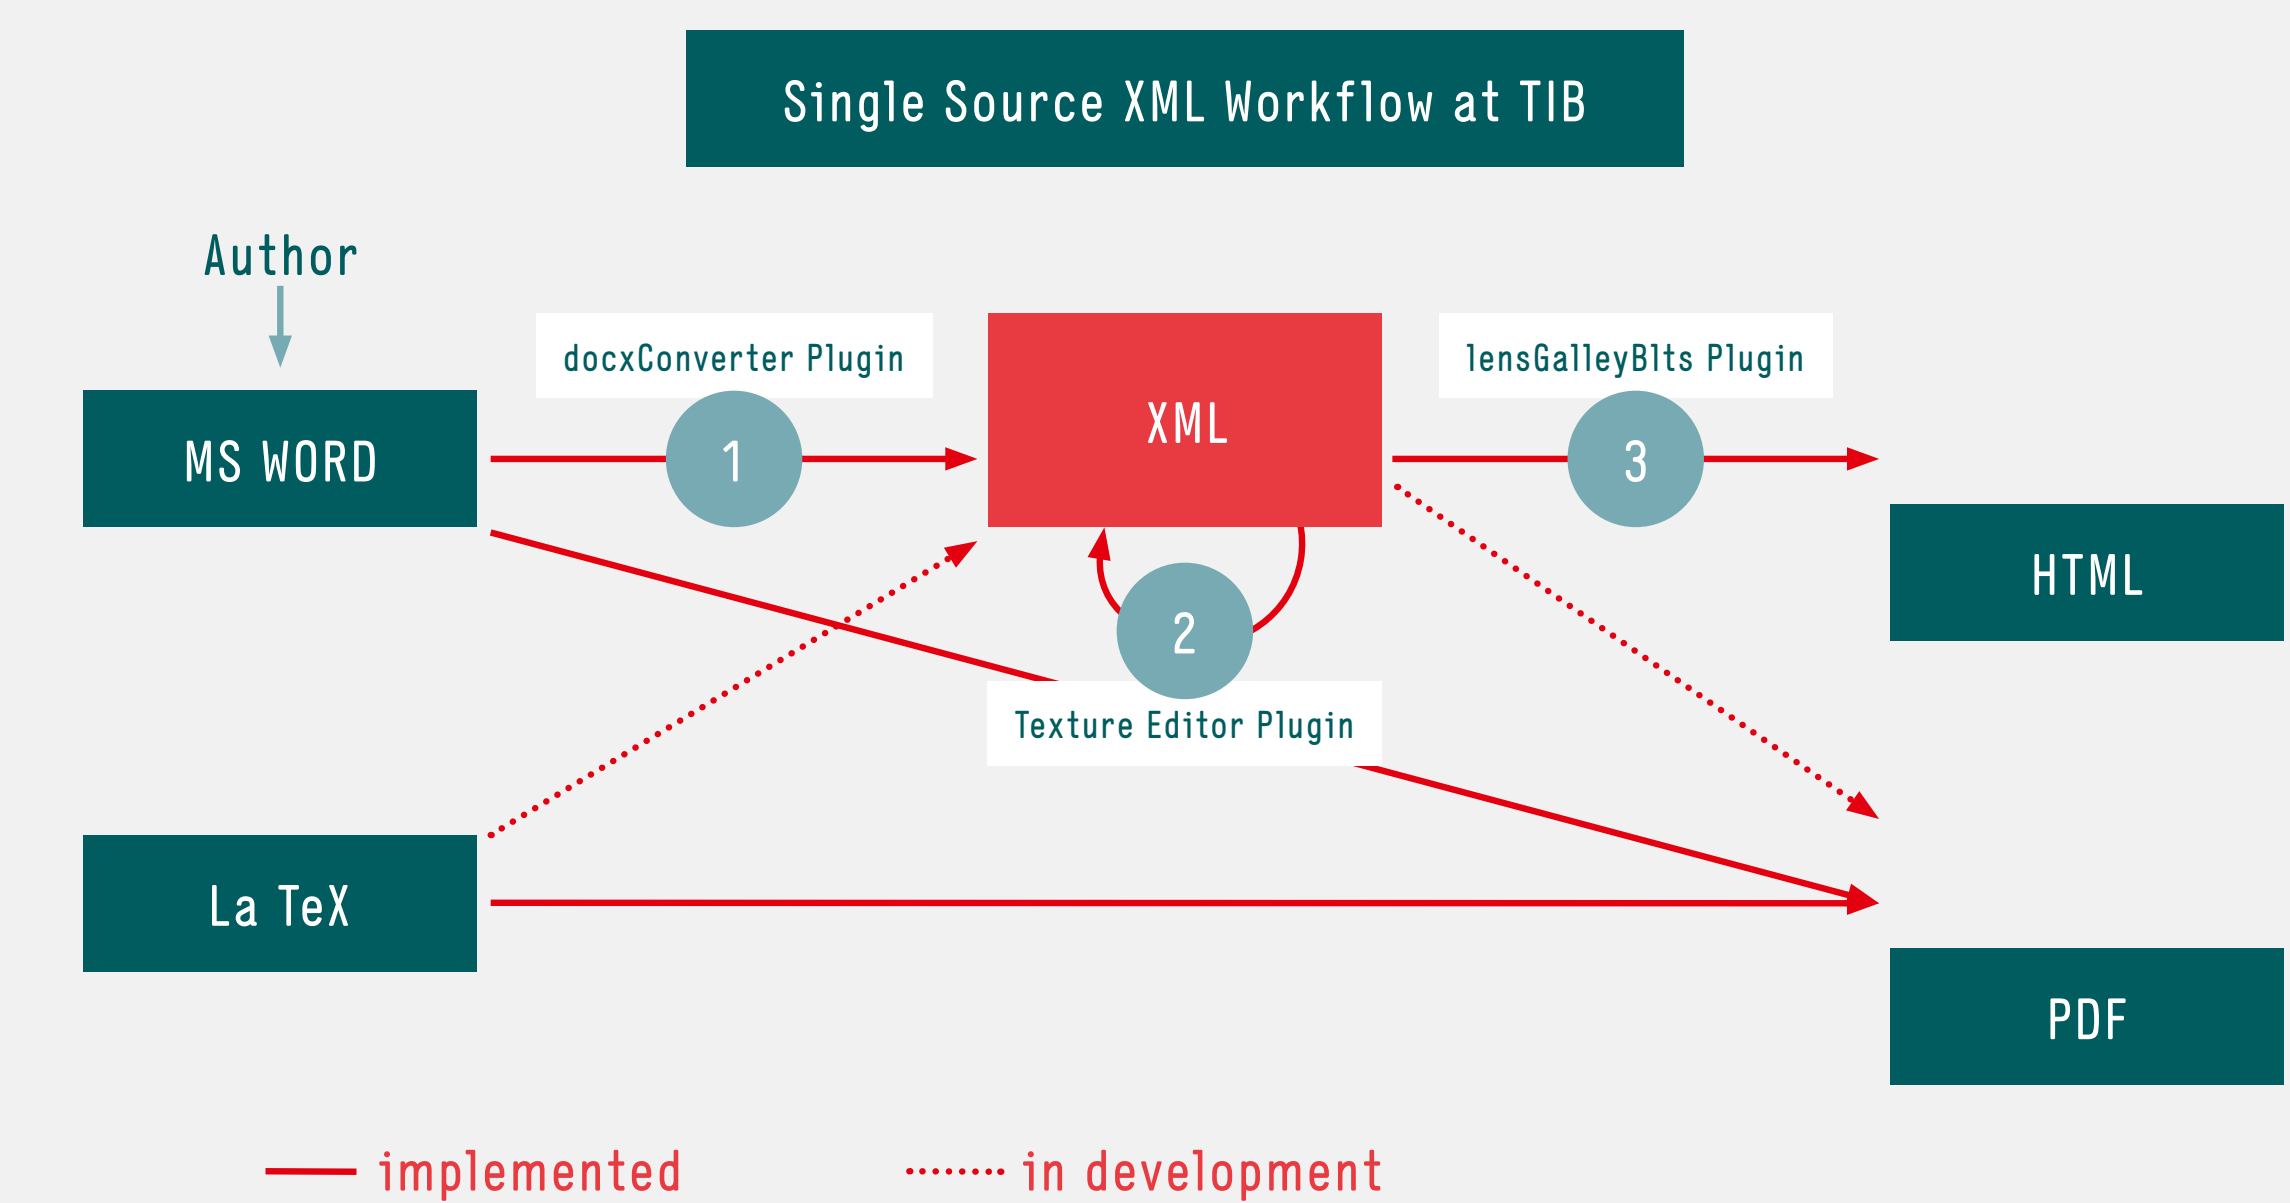 Single Source XML Workflow at TIB
Author
docxConverter Plugin
lensGalleyBlts Plugin
XML
MS WORD
1
3
HTML
2
Texture Editor Plugin
La TeX
PDF
implemented
in development